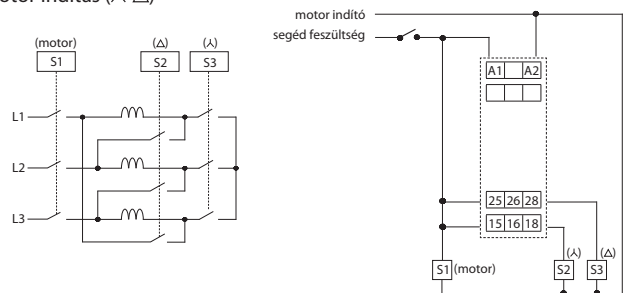 motor indítás (⅄-△)
(motor) (△) (⅄)
S1 S2 S3
L1
L2
L3
motor indító
segéd feszültség
A1 A2
25 26 28
15 16 18
(⅄) (△)
S1 (motor) S2 S3